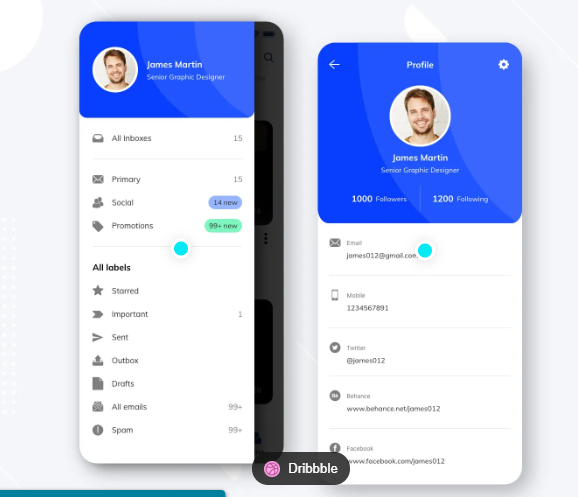 James Martin
Senior Graphic Designer
All Inboxes 15
Primary 15
Social 14 new
Promotions 99+ new
All labels
Starred
Important 1
Sent
Outbox
Drafts
All emails 99+
Spam 99+
Profile
James Martin
Senior Graphic Designer
1000 Followers 1200 Following
Email
james012@gmail.com
Mobile
1234567891
Twitter
@james012
Behance
www.behance.net/james012
Facebook
www.facebook.com/james012
Dribbble